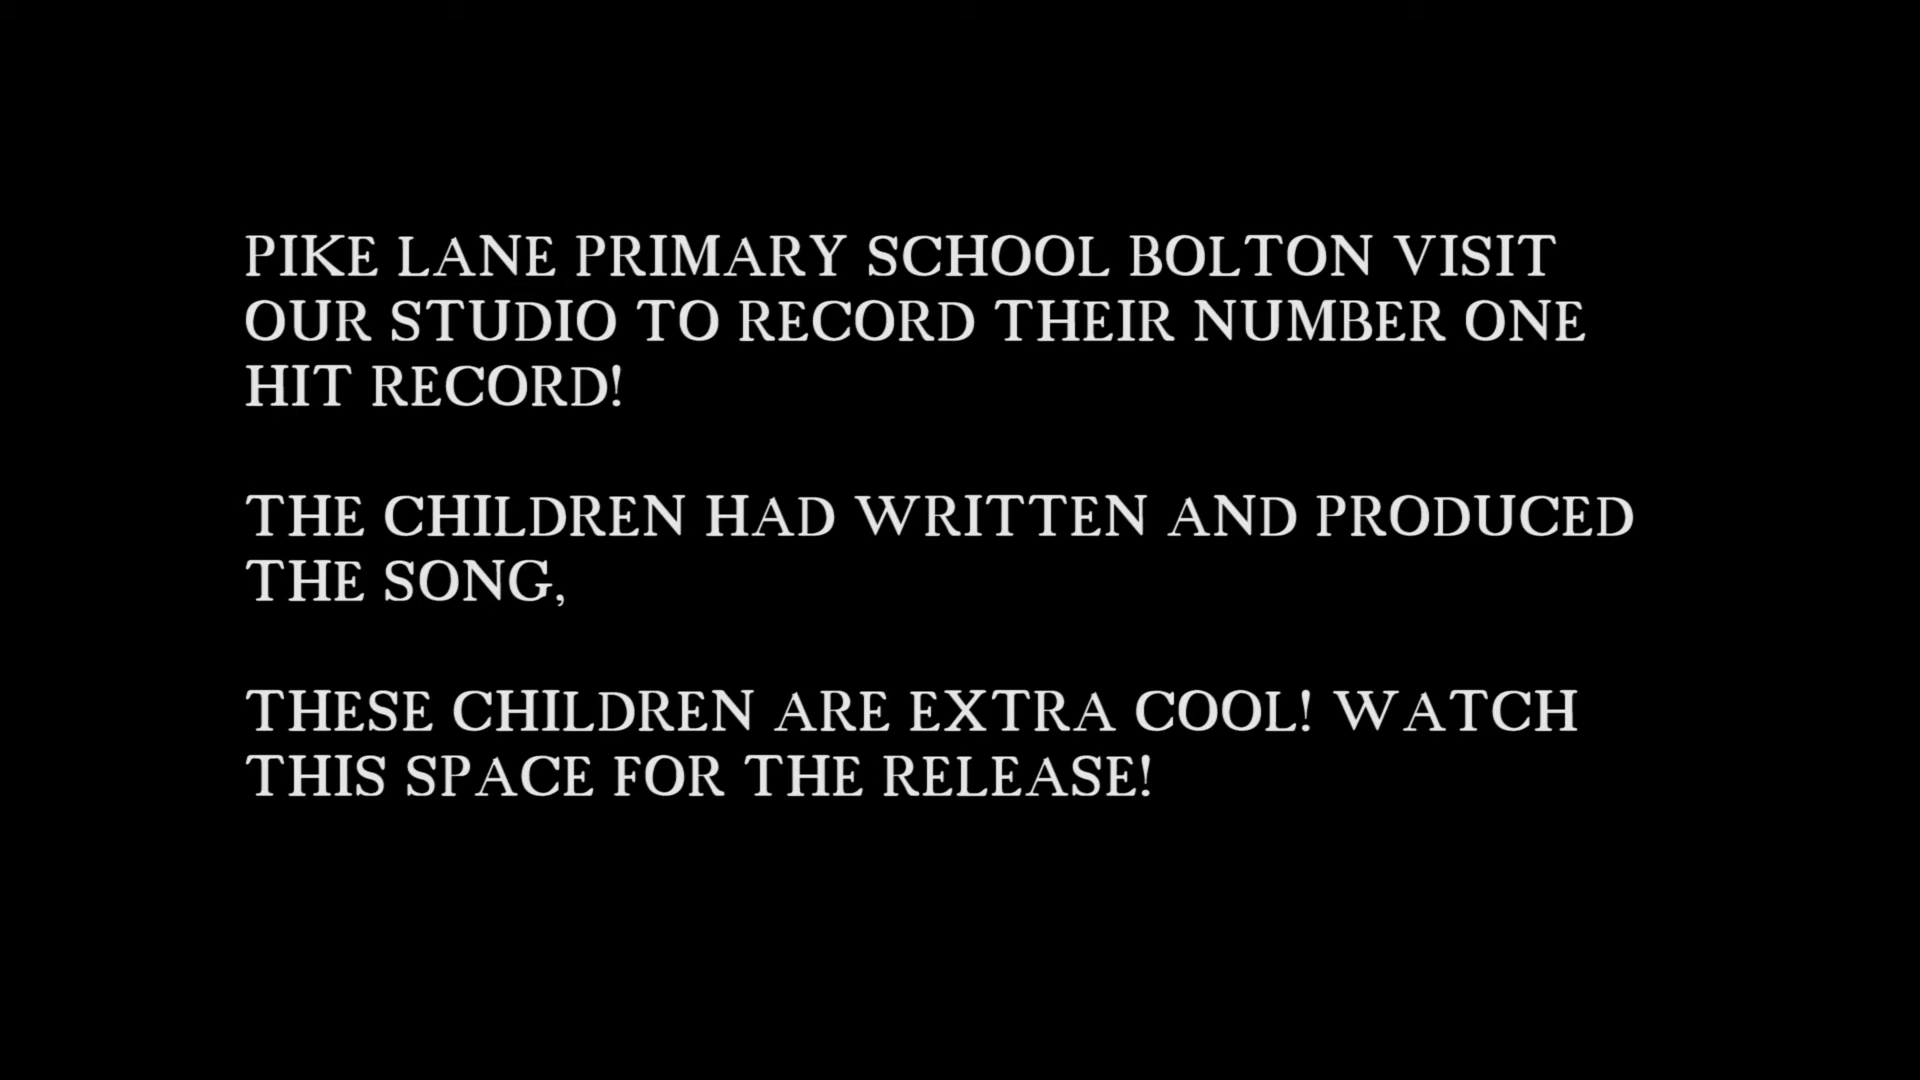 PIKE LANE PRIMARY SCHOOL BOLTON VISIT
OUR STUDIO TO RECORD THEIR NUMBER ONE
HIT RECORD!
THE CHILDREN HAD WRITTEN AND PRODUCED
THE SONG,
THESE CHILDREN ARE EXTRA COOL! WATCH
THIS SPACE FOR THE RELEASE!